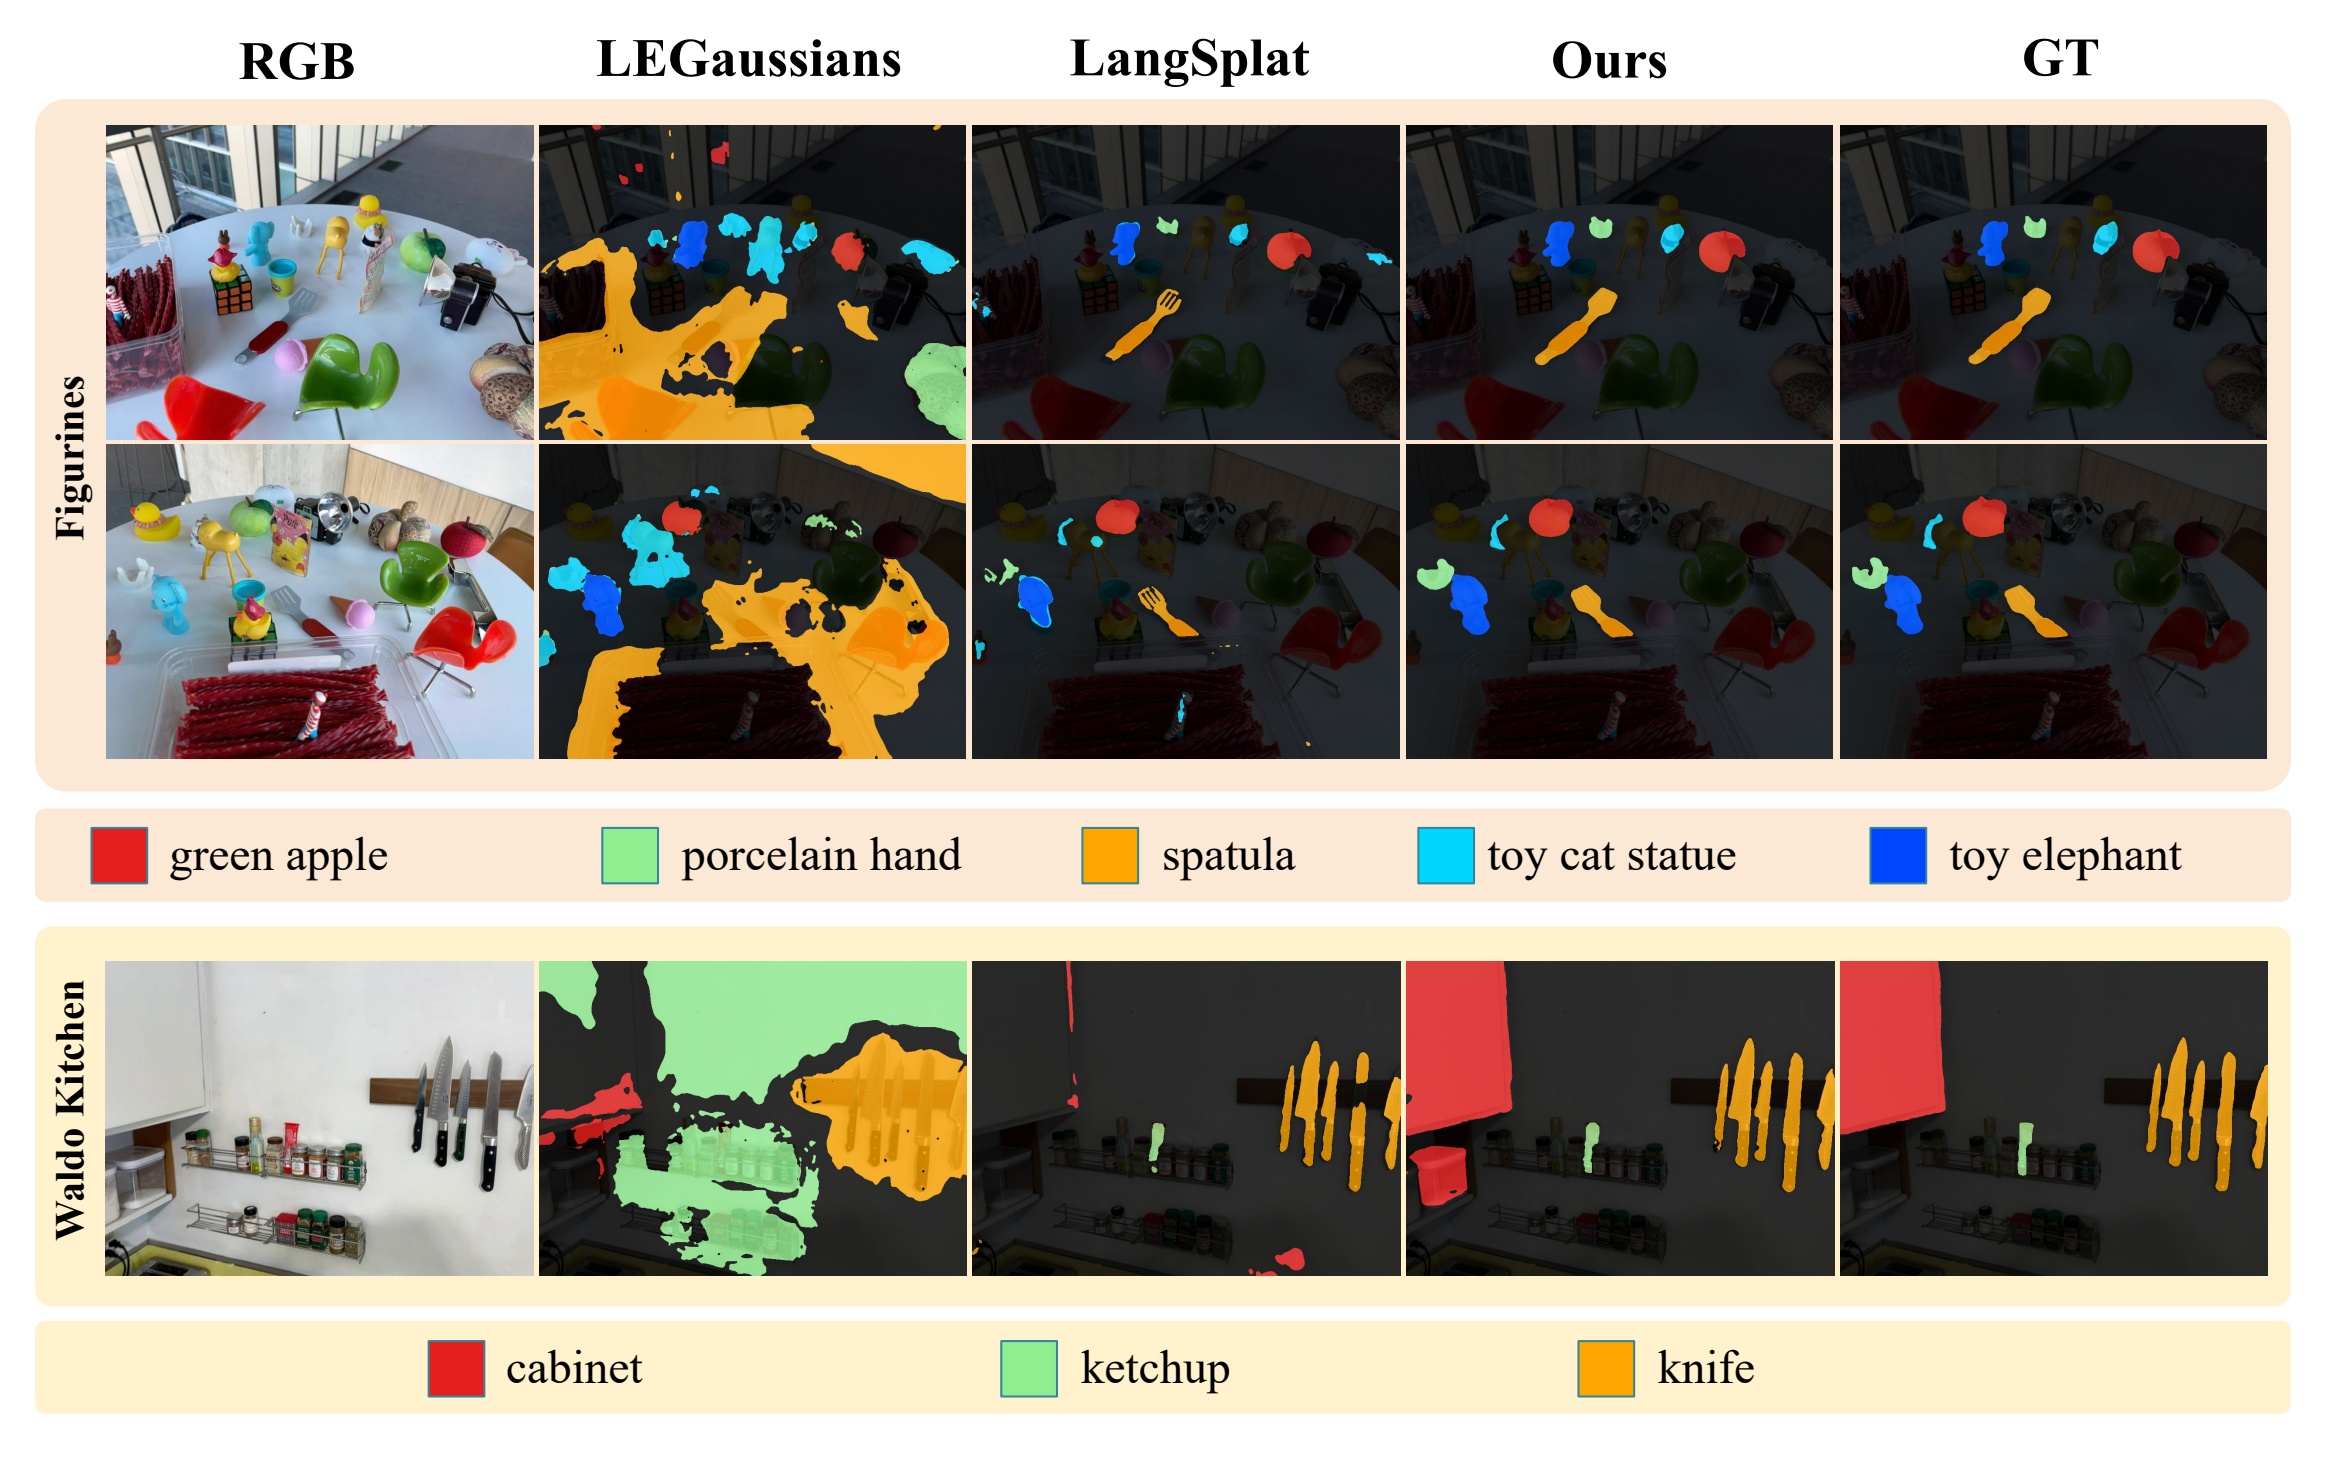 RGB LEGaussians LangSplat Ours GT
Figurines
green apple porcelain hand spatula toy cat statue toy elephant
Waldo Kitchen
cabinet ketchup knife